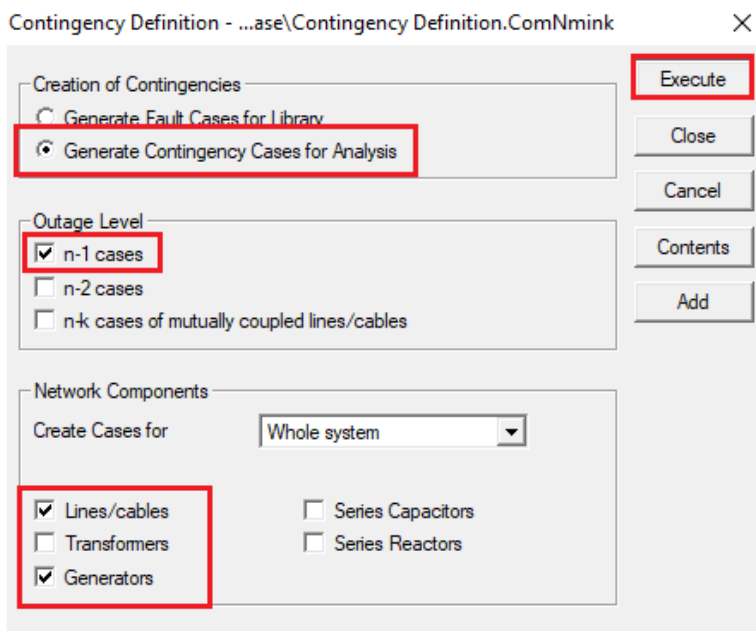 Contingency Definition - ...ase\Contingency Definition.ComNmink
Creation of Contingencies
Generate Fault Cases for Library
Generate Contingency Cases for Analysis
Outage Level
n-1 cases
n-2 cases
n-k cases of mutually coupled lines/cables
Network Components
Create Cases for
Whole system
Lines/cables
Transformers
Generators
Series Capacitors
Series Reactors
Execute
Close
Cancel
Contents
Add